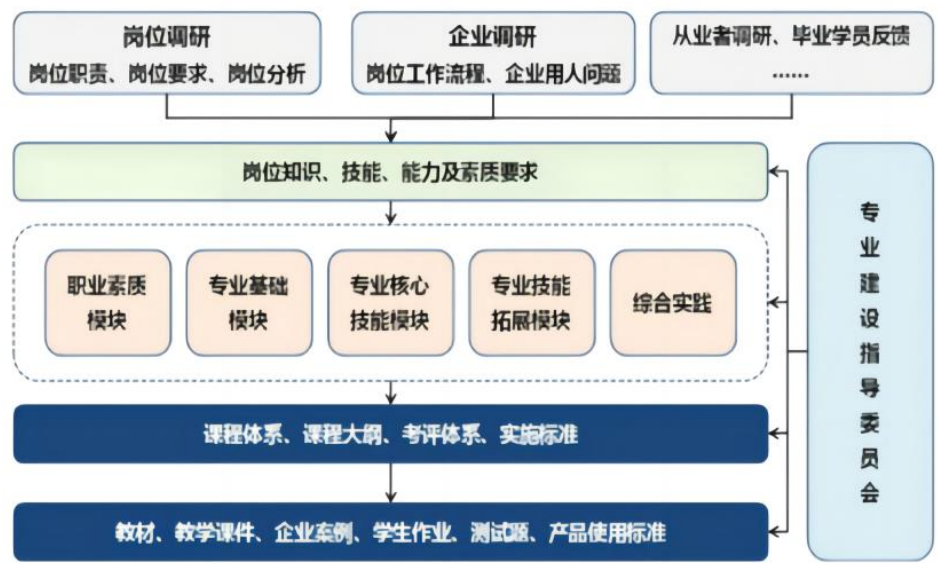 岗位调研
岗位职责、岗位要求、岗位分析
企业调研
岗位工作流程、企业用人问题
从业者调研、毕业学员反馈
......
岗位知识、技能、能力及素质要求
职业素质
模块
专业基础
模块
专业核心
技能模块
专业技能
拓展模块
综合实践
课程体系、课程大纲、考评体系、实施标准
教材、教学课件、企业案例、学生作业、测试题、产品使用标准
专业建设指导委员会